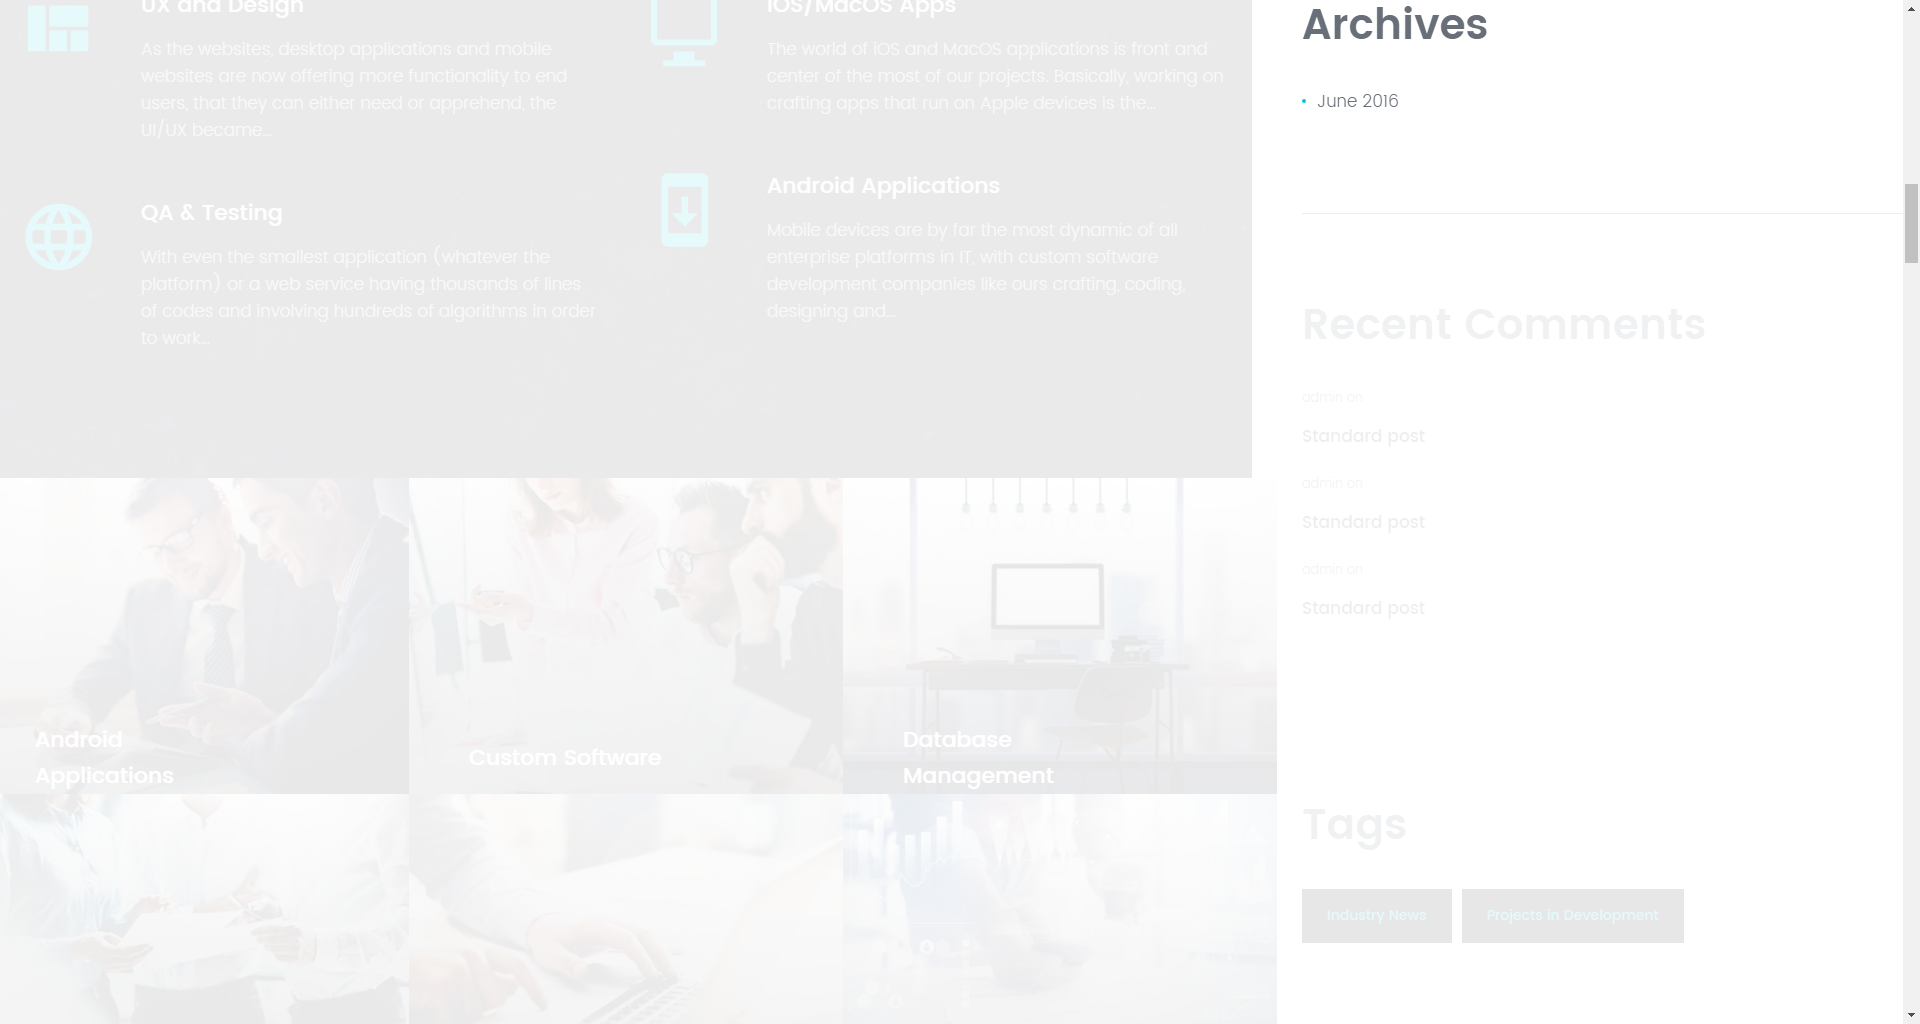 UX and Design
As the websites, desktop applications and mobile
websites are now offering more functionality to end
users, that they can either need or apprehend, the
UI/UX became...
QA & Testing
With even the smallest application (whatever the
platform) or a web service having thousands of lines
of codes and involving hundreds of algorithms in order
to work...
iOS/MacOS Apps
The world of iOS and MacOS applications is front and
center of the most of our projects. Basically, working on
crafting apps that run on Apple devices is the...
Android Applications
Mobile devices are by far the most dynamic of all
enterprise platforms in IT, with custom software
development companies like ours crafting, coding,
designing and...
Android
Applications
Custom Software
Database
Management
Archives
June 2016
Recent Comments
admin on
Standard post
admin on
Standard post
admin on
Standard post
Tags
Industry News
Projects in Development